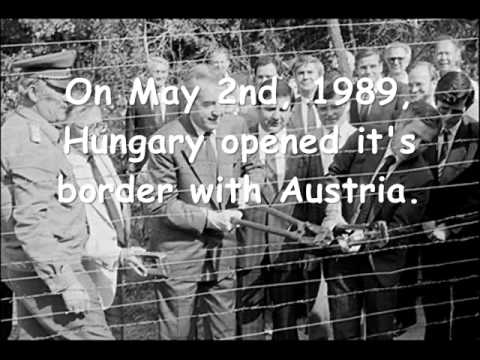 On May 2nd, 1989,
Hungary opened it's
border with Austria.